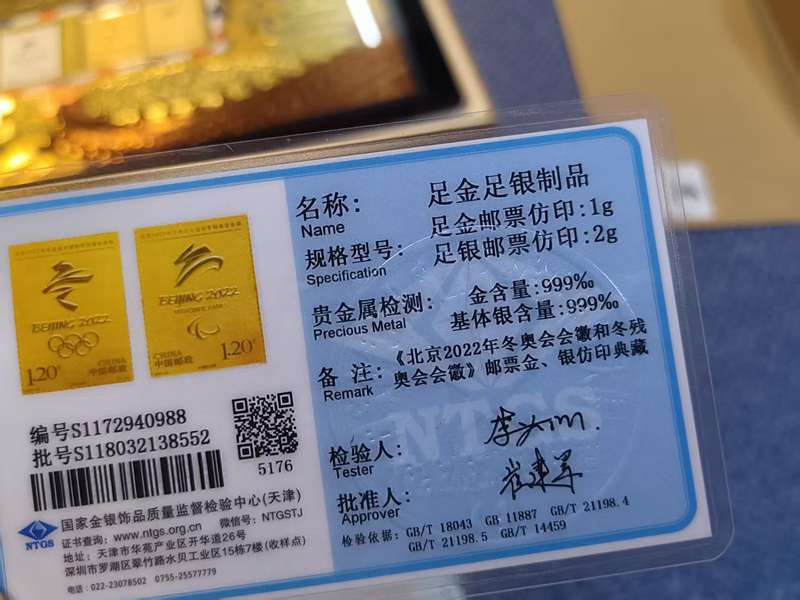 BEIJING 2022
CHINA
中国邮政
1.20
BEIJING 2022
CHINA
中国邮政
1.20
编号S1172940988
批号S118032138552
5176
国家金银饰品质量监督检验中心(天津)
证书查询: www.ntgs.org.cn 微信号: NTGSTJ
地址: 天津市华苑产业区开华道26号
深圳市罗湖区翠竹路水贝工业区15栋7楼(收样点)
电话: 022-23078502 0755-25577779
NTGS
名称: 足金足银制品
Name
足金邮票仿印:1g
规格型号: 足银邮票仿印:2g
Specification
贵金属检测: 金含量:999‰
Precious Metal 基体银含量:999‰
备 注: 《北京2022年冬奥会会徽和冬残
Remark 奥会会徽》邮票金、银仿印典藏
NTGS
检验人:
Tester
批准人:
Approver
检验依据: GB/T 18043 GB 11887 GB/T 21198.4
GB/T 21198.5 GB/T 14459